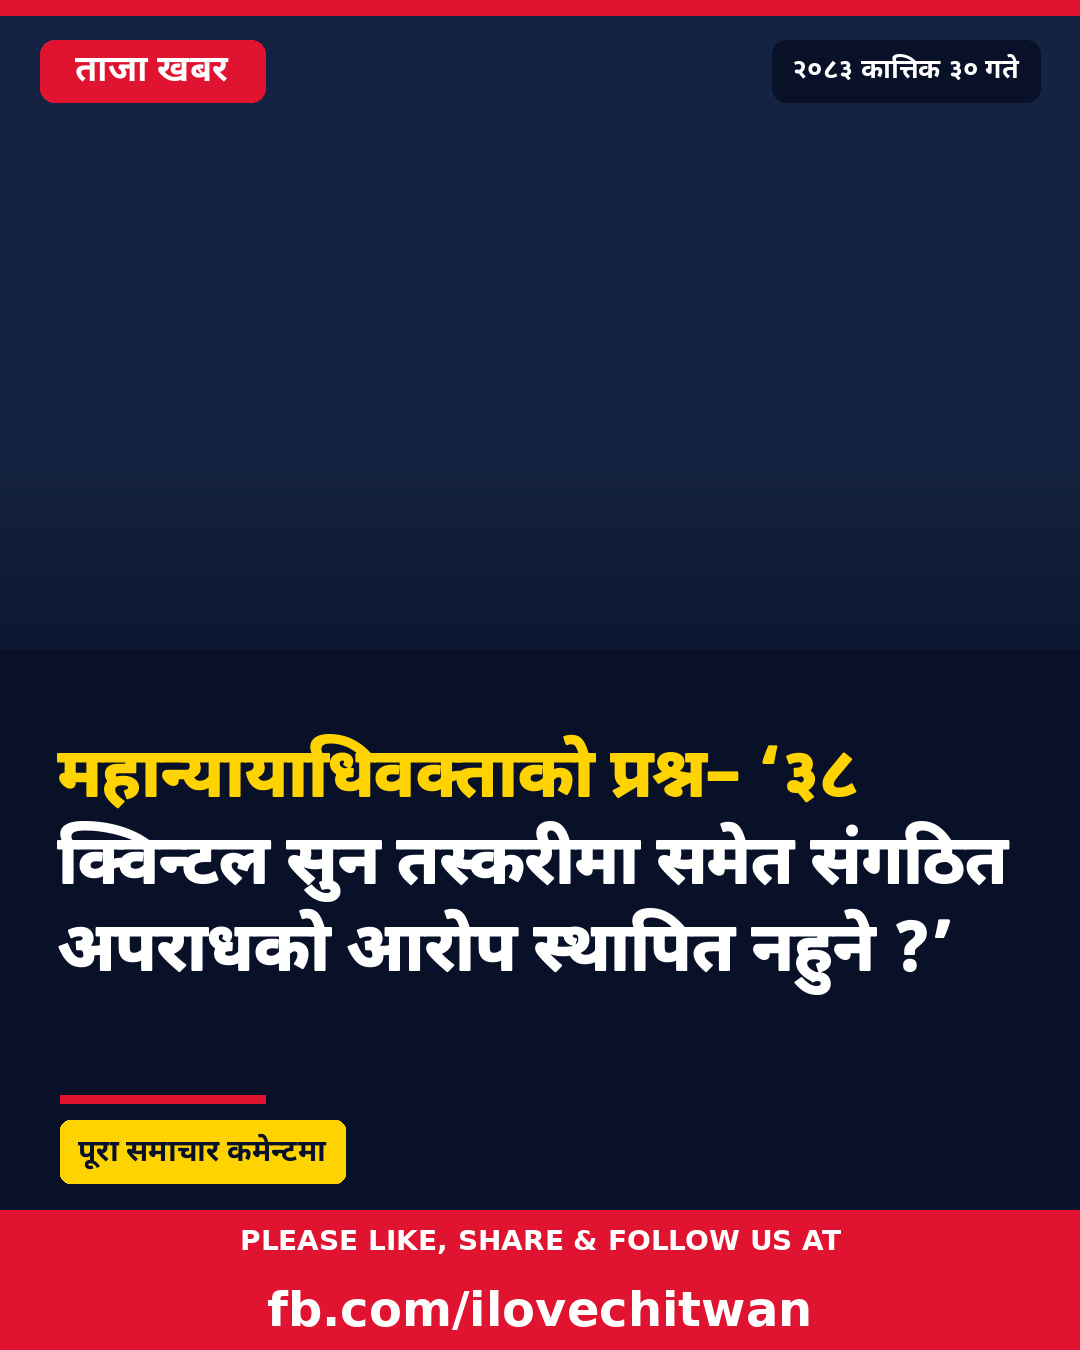 ताजा खबर
२०८३ कात्तिक ३० गते
महान्यायाधिवक्ताको प्रश्न– ‘३८
क्विन्टल सुन तस्करीमा समेत संगठित
अपराधको आरोप स्थापित नहुने ?’
पूरा समाचार कमेन्टमा
PLEASE LIKE, SHARE & FOLLOW US AT
fb.com/ilovechitwan